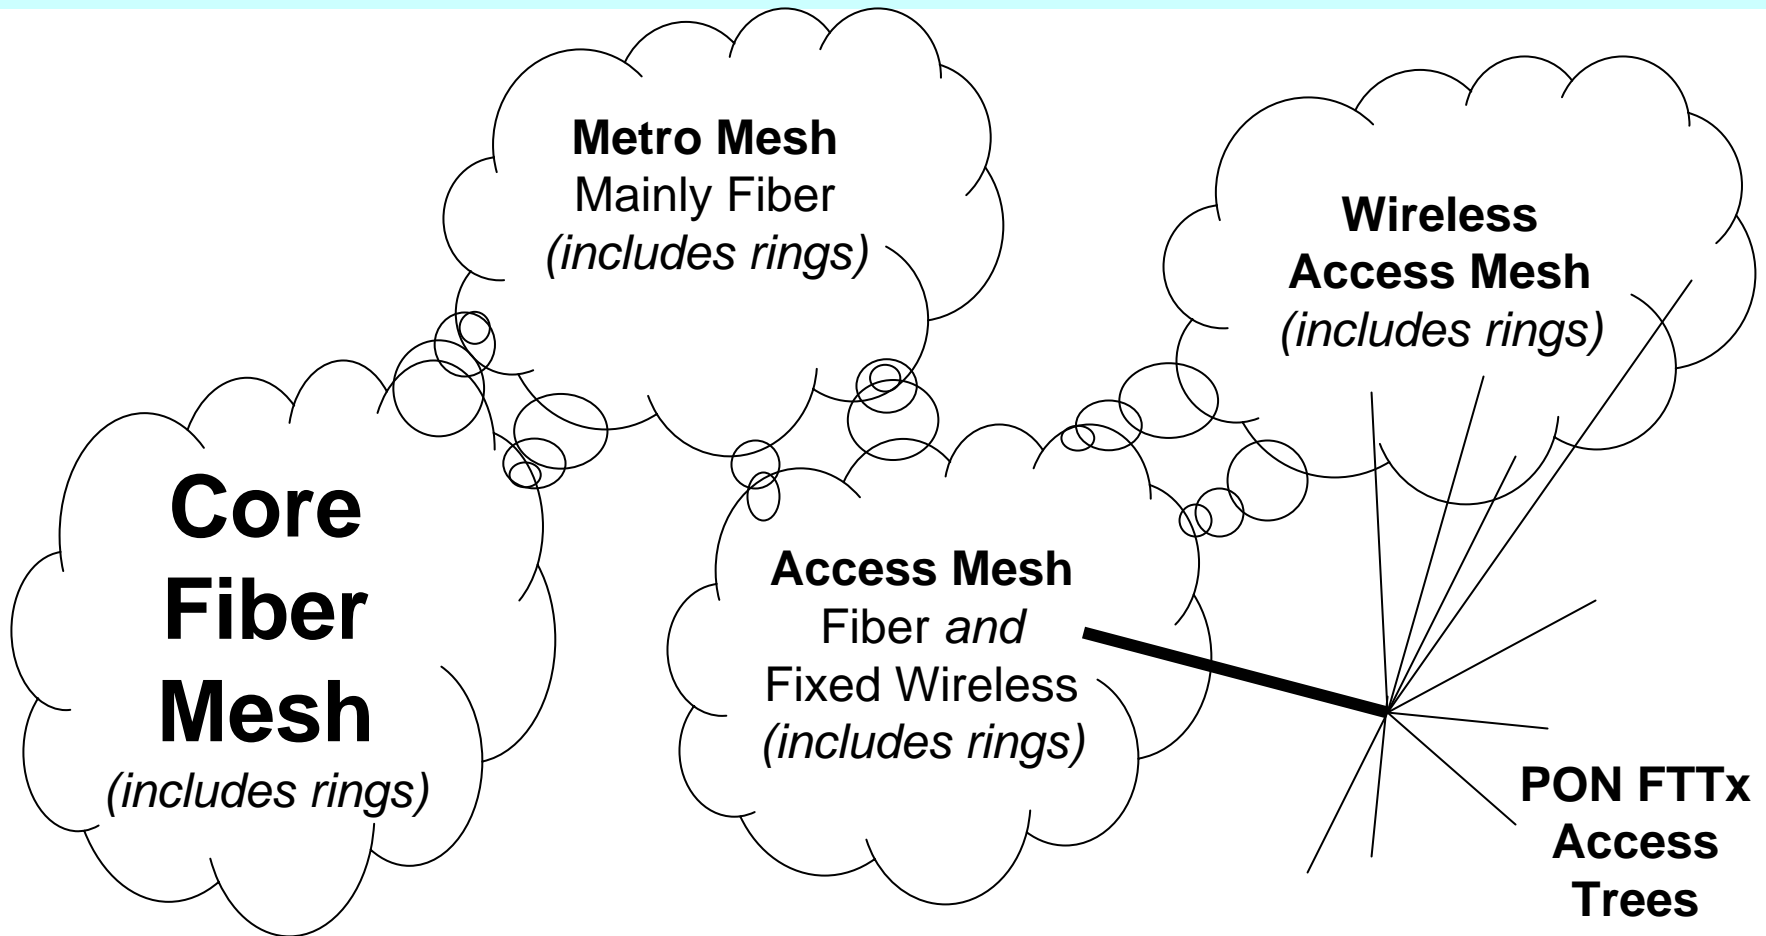 Metro Mesh
Mainly Fiber
(includes rings)
Wireless
Access Mesh
(includes rings)
Core
Fiber
Mesh
(includes rings)
Access Mesh
Fiber and
Fixed Wireless
(includes rings)
PON FTTx
Access
Trees